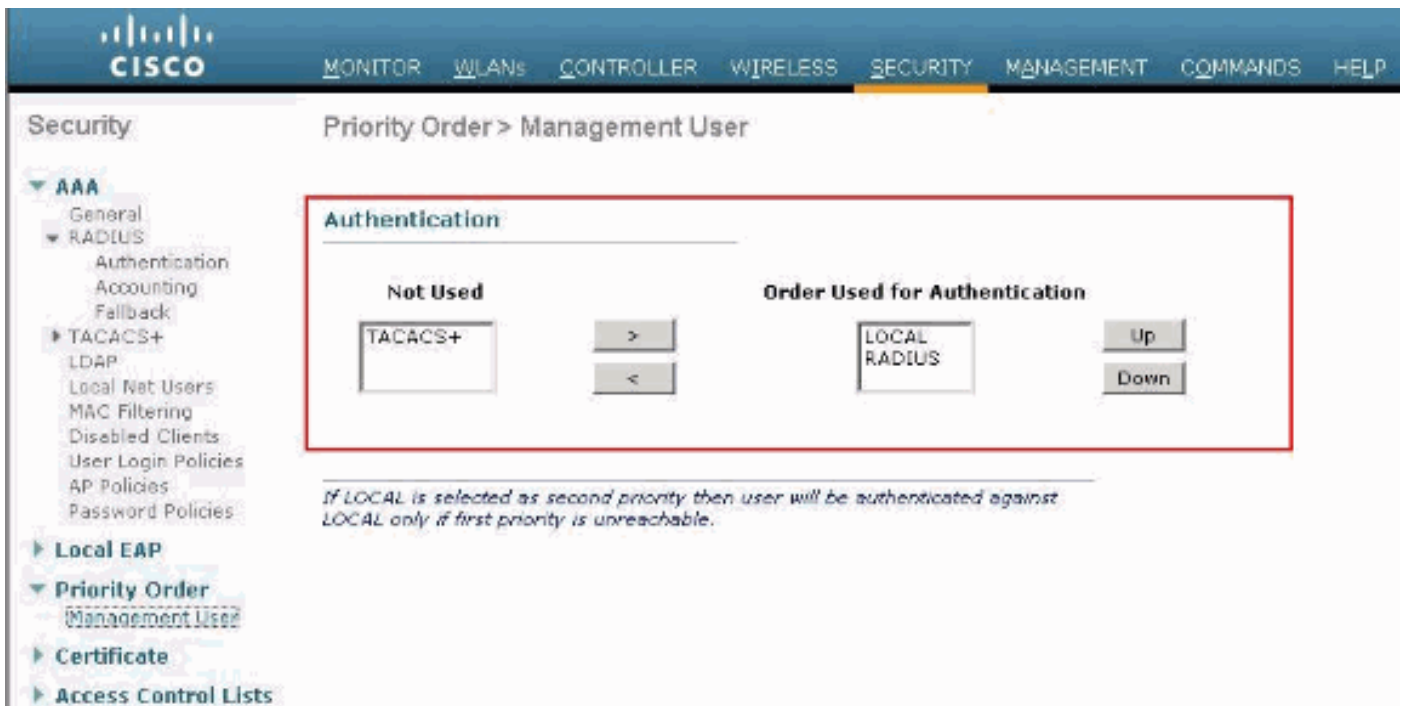 CISCO
MONITOR WLANs CONTROLLER WIRELESS SECURITY MANAGEMENT COMMANDS HELP
Security
AAA
General
RADIUS
Authentication
Accounting
Fallback
TACACS+
LDAP
Local Net Users
MAC Filtering
Disabled Clients
User Login Policies
AP Policies
Password Policies
Local EAP
Priority Order
Management User
Certificate
Access Control Lists
Priority Order > Management User
Authentication
Not Used
TACACS+
>
<
Order Used for Authentication
LOCAL
RADIUS
Up
Down
If LOCAL is selected as second priority then user will be authenticated against
LOCAL only if first priority is unreachable.